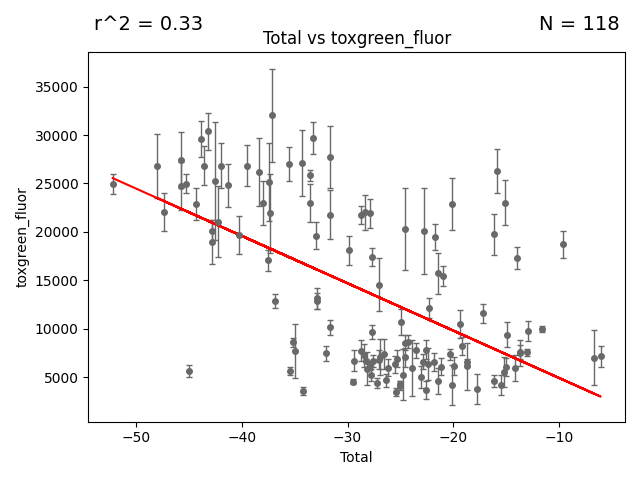 r^2 = 0.33
N = 118
Total vs toxgreen_fluor
toxgreen_fluor
35000
30000
25000
20000
15000
10000
5000
−50
−40
−30
−20
−10
Total